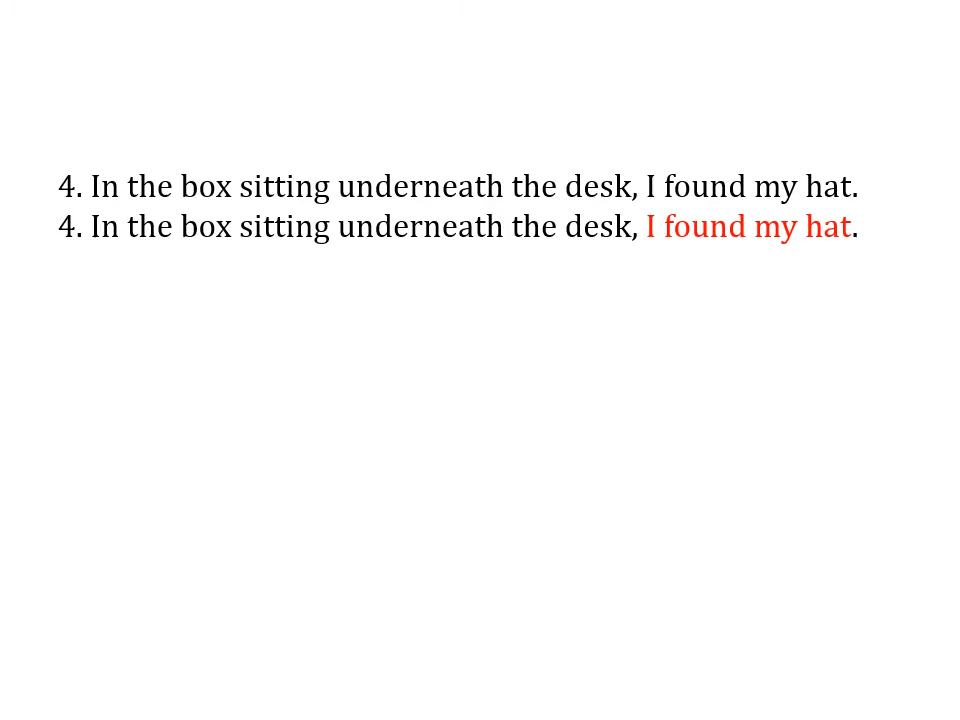 4. In the box sitting underneath the desk, I found my hat.
4. In the box sitting underneath the desk, I found my hat.